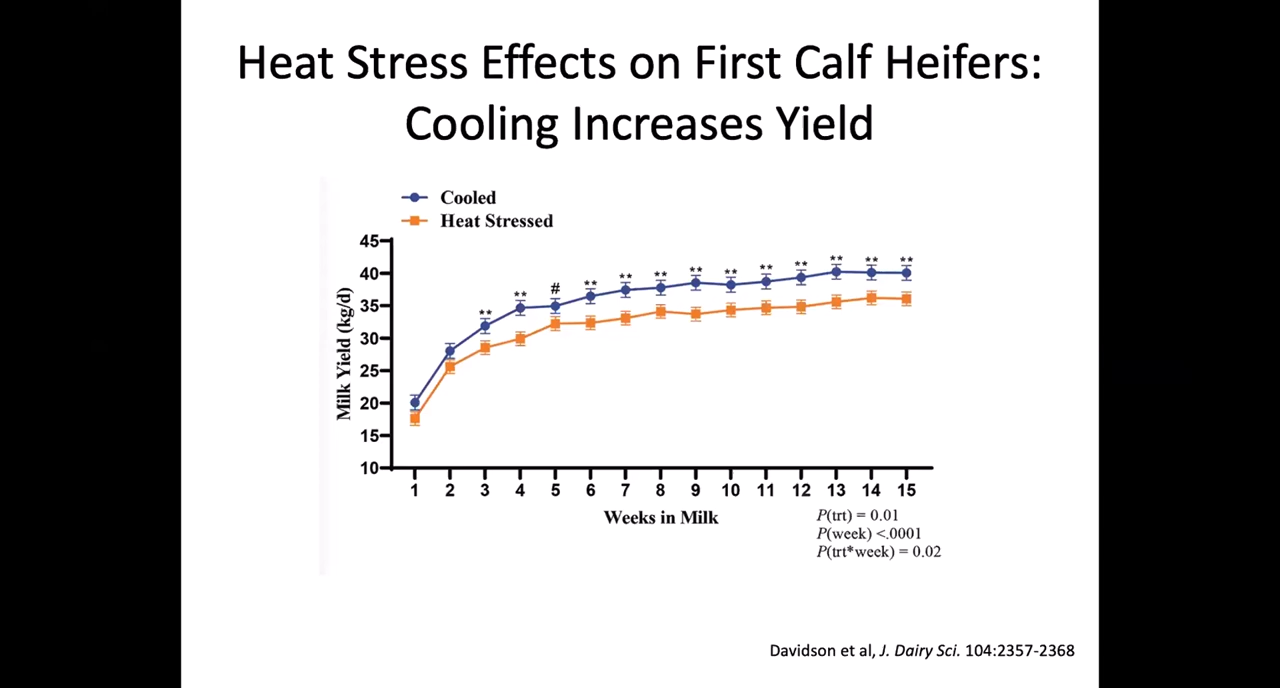 Heat Stress Effects on First Calf Heifers:
Cooling Increases Yield
Cooled
Heat Stressed
Milk Yield (kg/d)
45
40
35
30
25
20
15
10
** ** # ** ** ** ** ** ** ** ** ** **
1 2 3 4 5 6 7 8 9 10 11 12 13 14 15
Weeks in Milk
P(trt) = 0.01
P(week) <.0001
P(trt*week) = 0.02
Davidson et al, J. Dairy Sci. 104:2357-2368